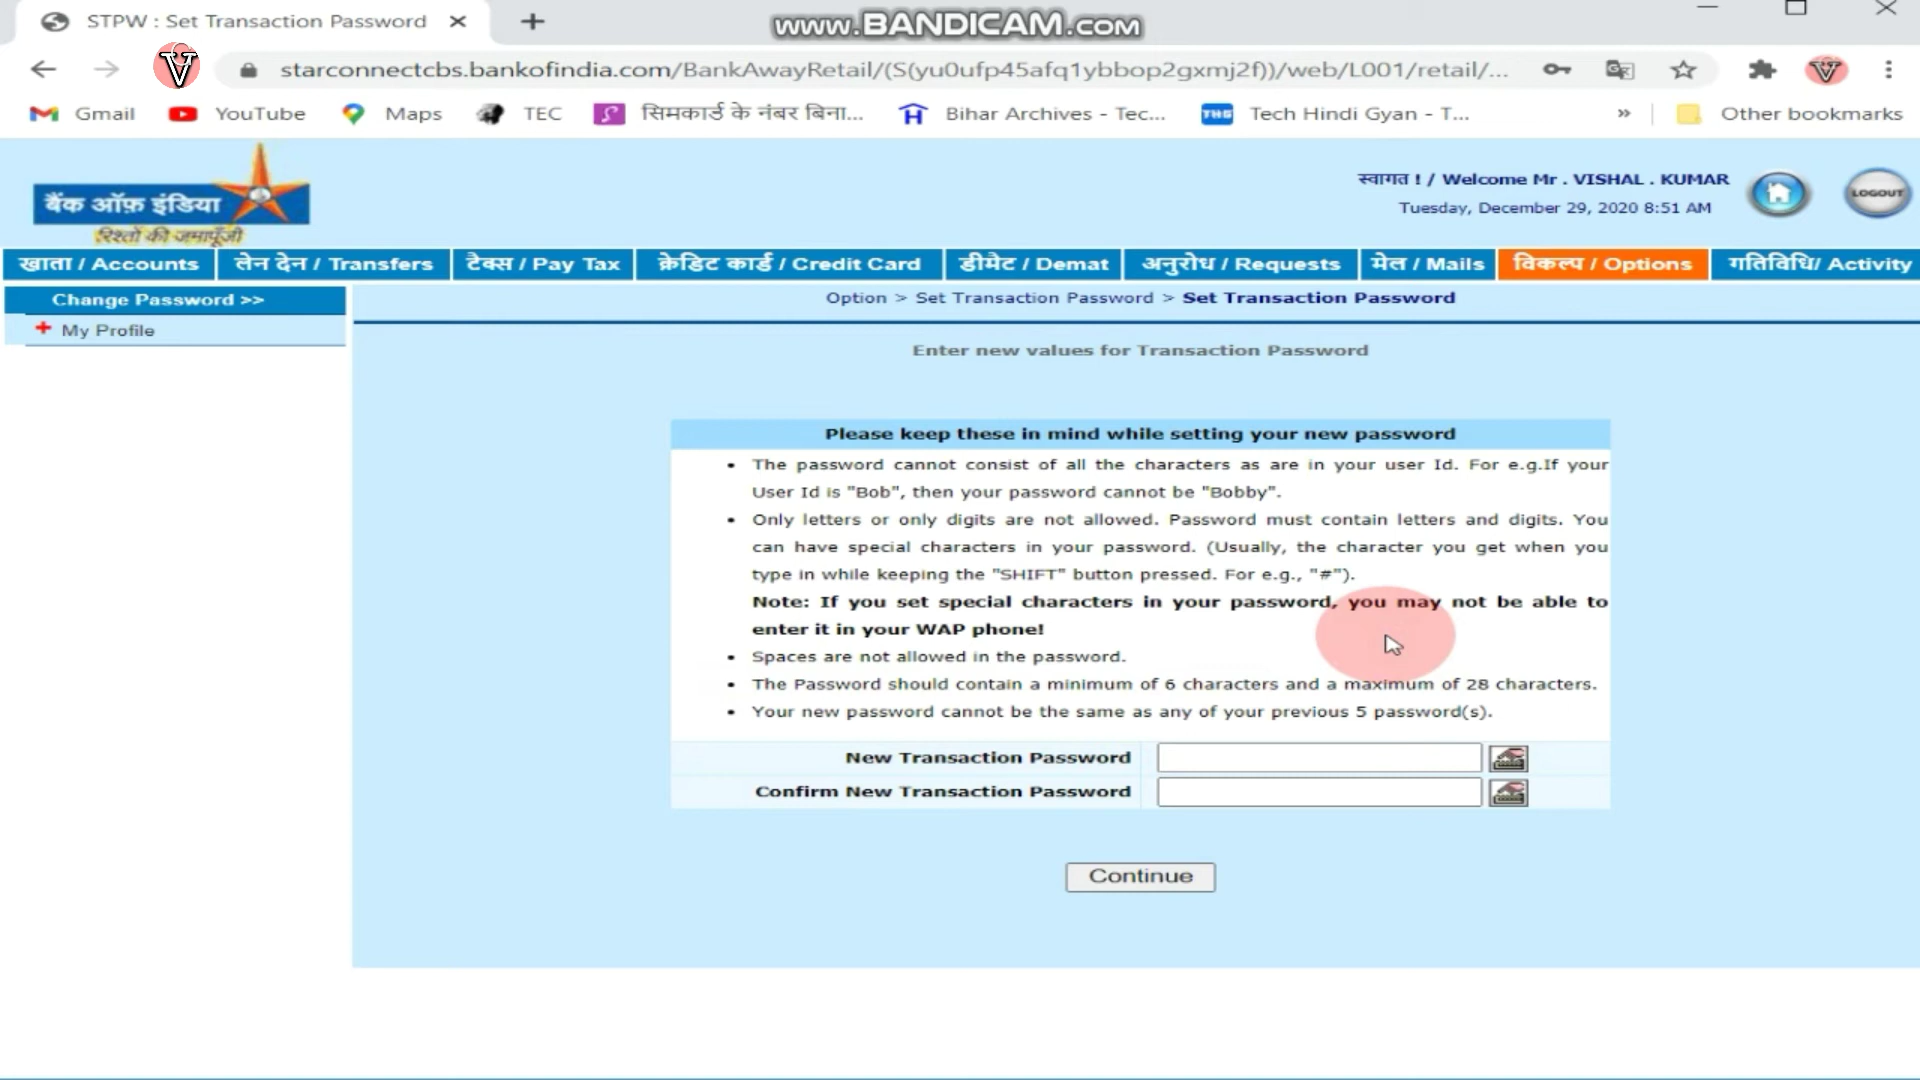 STPW : Set Transaction Password
www.BANDICAM.com
starconnectcbs.bankofindia.com/BankAwayRetail/(S(yu0ufp45afq1ybbop2gxmj2f))/web/L001/retail/...
Gmail YouTube Maps TEC सिमकार्ड के नंबर बिना... Bihar Archives - Tec... THG Tech Hindi Gyan - T... » Other bookmarks
बैंक ऑफ़ इंडिया
रिश्तों की जमापूँजी
स्वागत ! / Welcome Mr . VISHAL . KUMAR
Tuesday, December 29, 2020 8:51 AM
LOGOUT
खाता / Accounts लेन देन / Transfers टैक्स / Pay Tax क्रेडिट कार्ड / Credit Card डीमैट / Demat अनुरोध / Requests मेल / Mails विकल्प / Options गतिविधि/ Activity
Change Password >>
My Profile
Option > Set Transaction Password > Set Transaction Password
Enter new values for Transaction Password
Please keep these in mind while setting your new password
• The password cannot consist of all the characters as are in your user Id. For e.g.If your
User Id is "Bob", then your password cannot be "Bobby".
• Only letters or only digits are not allowed. Password must contain letters and digits. You
can have special characters in your password. (Usually, the character you get when you
type in while keeping the "SHIFT" button pressed. For e.g., "#").
Note: If you set special characters in your password, you may not be able to
enter it in your WAP phone!
• Spaces are not allowed in the password.
• The Password should contain a minimum of 6 characters and a maximum of 28 characters.
• Your new password cannot be the same as any of your previous 5 password(s).
New Transaction Password
Confirm New Transaction Password
Continue